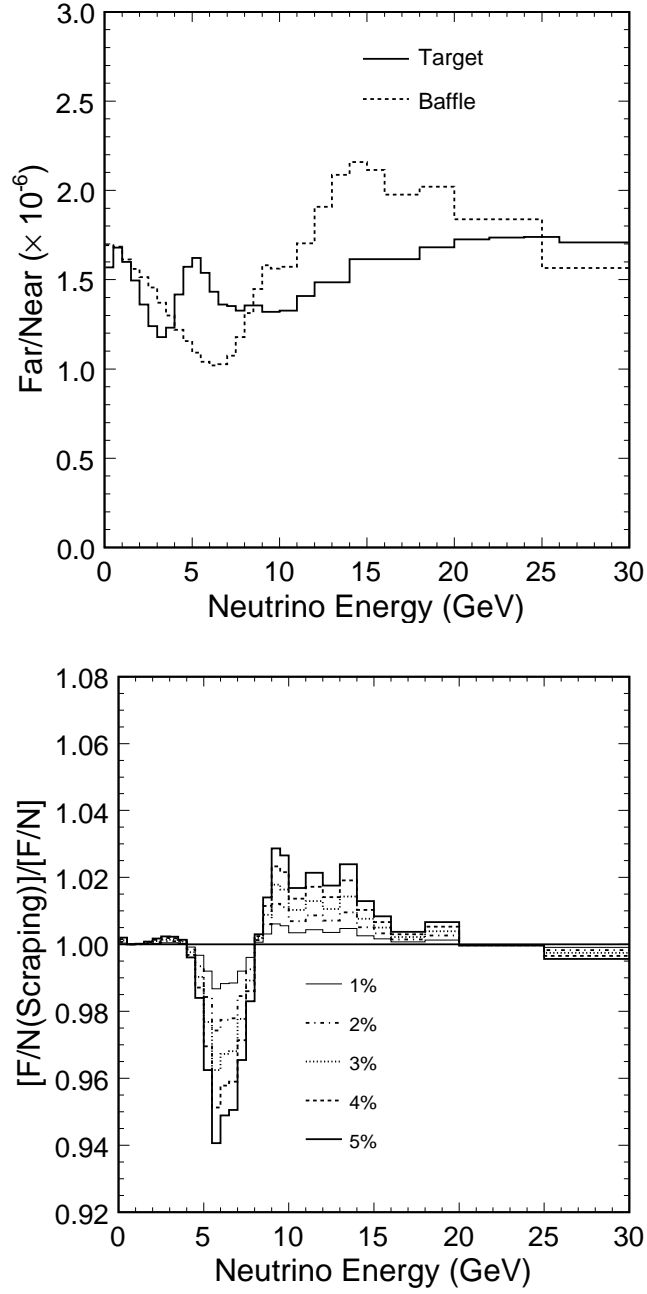 3.0
2.5
2.0
1.5
1.0
0.5
0.0
Far/Near (× 10⁻⁶)
Target
Baffle
0 5 10 15 20 25 30
Neutrino Energy (GeV)
1.08
1.06
1.04
1.02
1.00
0.98
0.96
0.94
0.92
[F/N(Scraping)]/[F/N]
1%
2%
3%
4%
5%
0 5 10 15 20 25 30
Neutrino Energy (GeV)